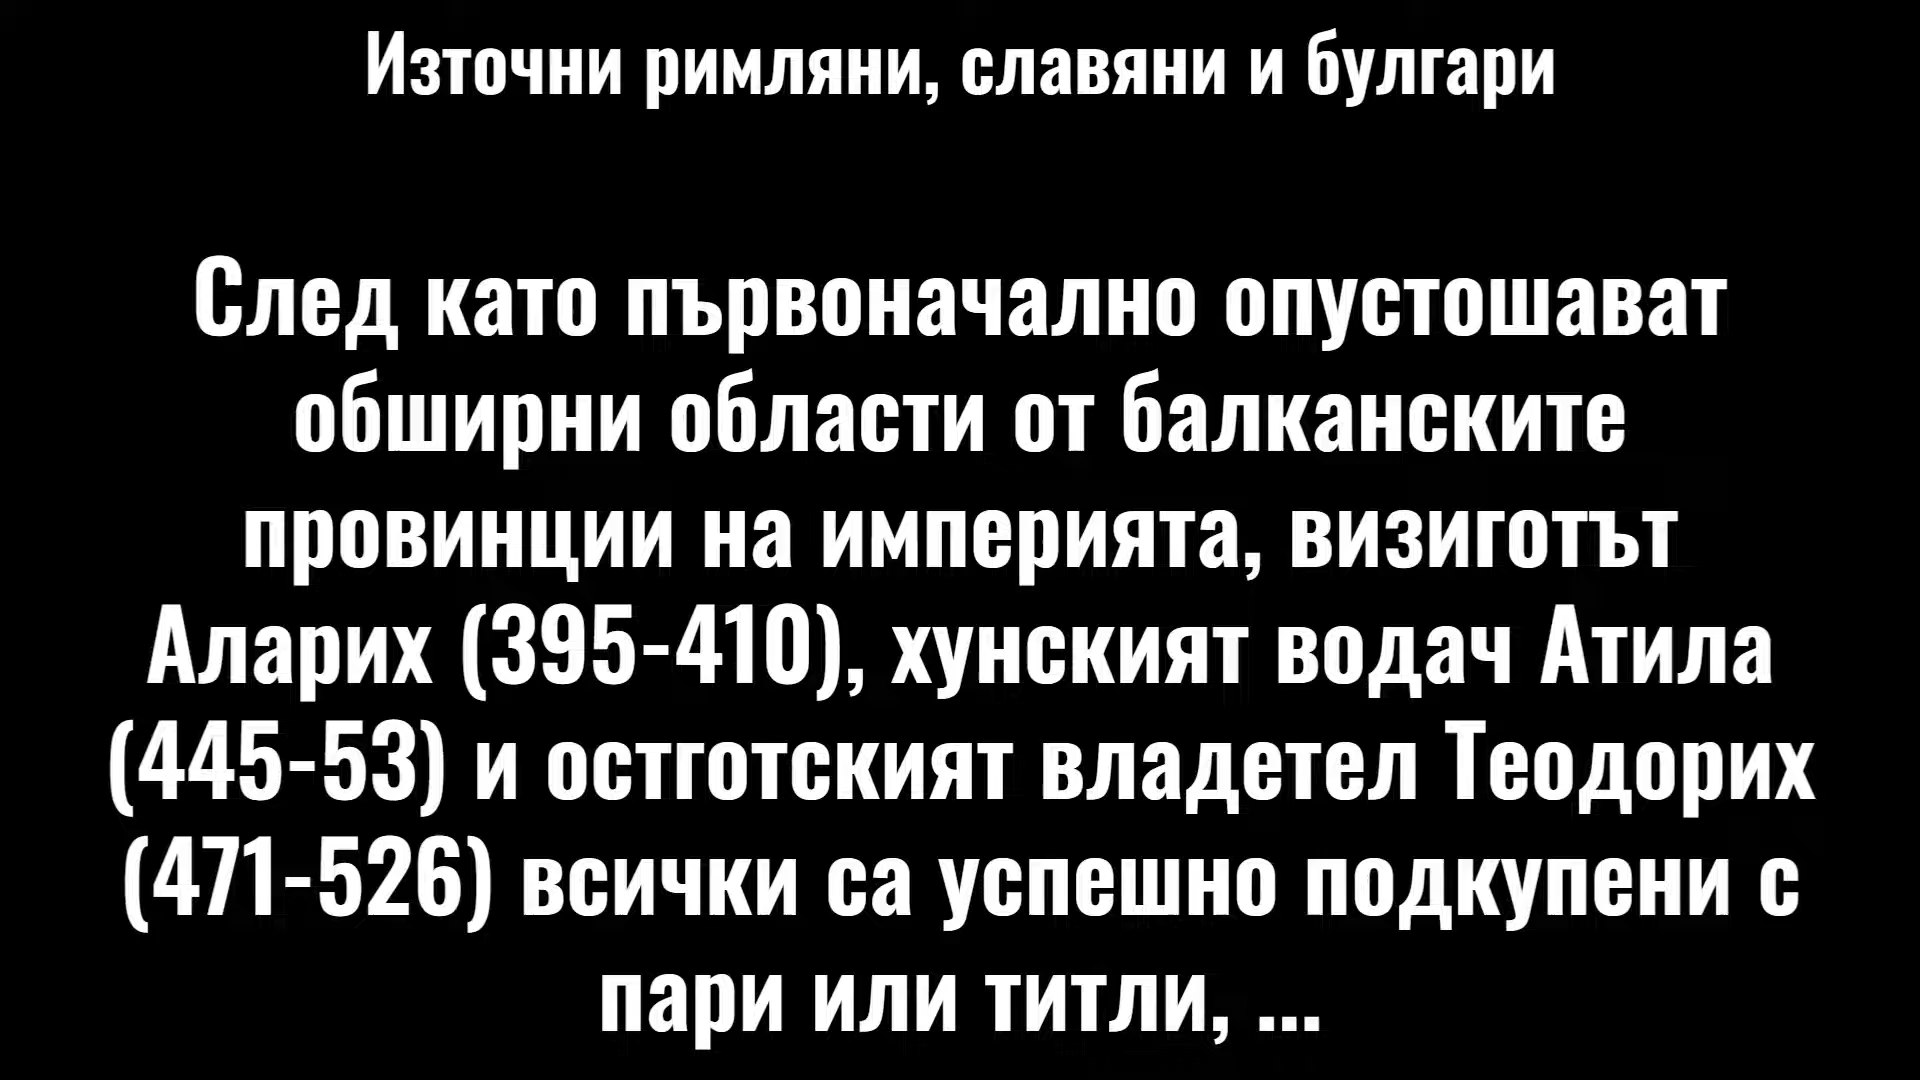 Източни римляни, славяни и булгари
След като първоначално опустошават
обширни области от балканските
провинции на империята, визиготът
Аларих (395-410), хунският водач Атила
(445-53) и остготският владетел Теодорих
(471-526) всички са успешно подкупени с
пари или титли, ...